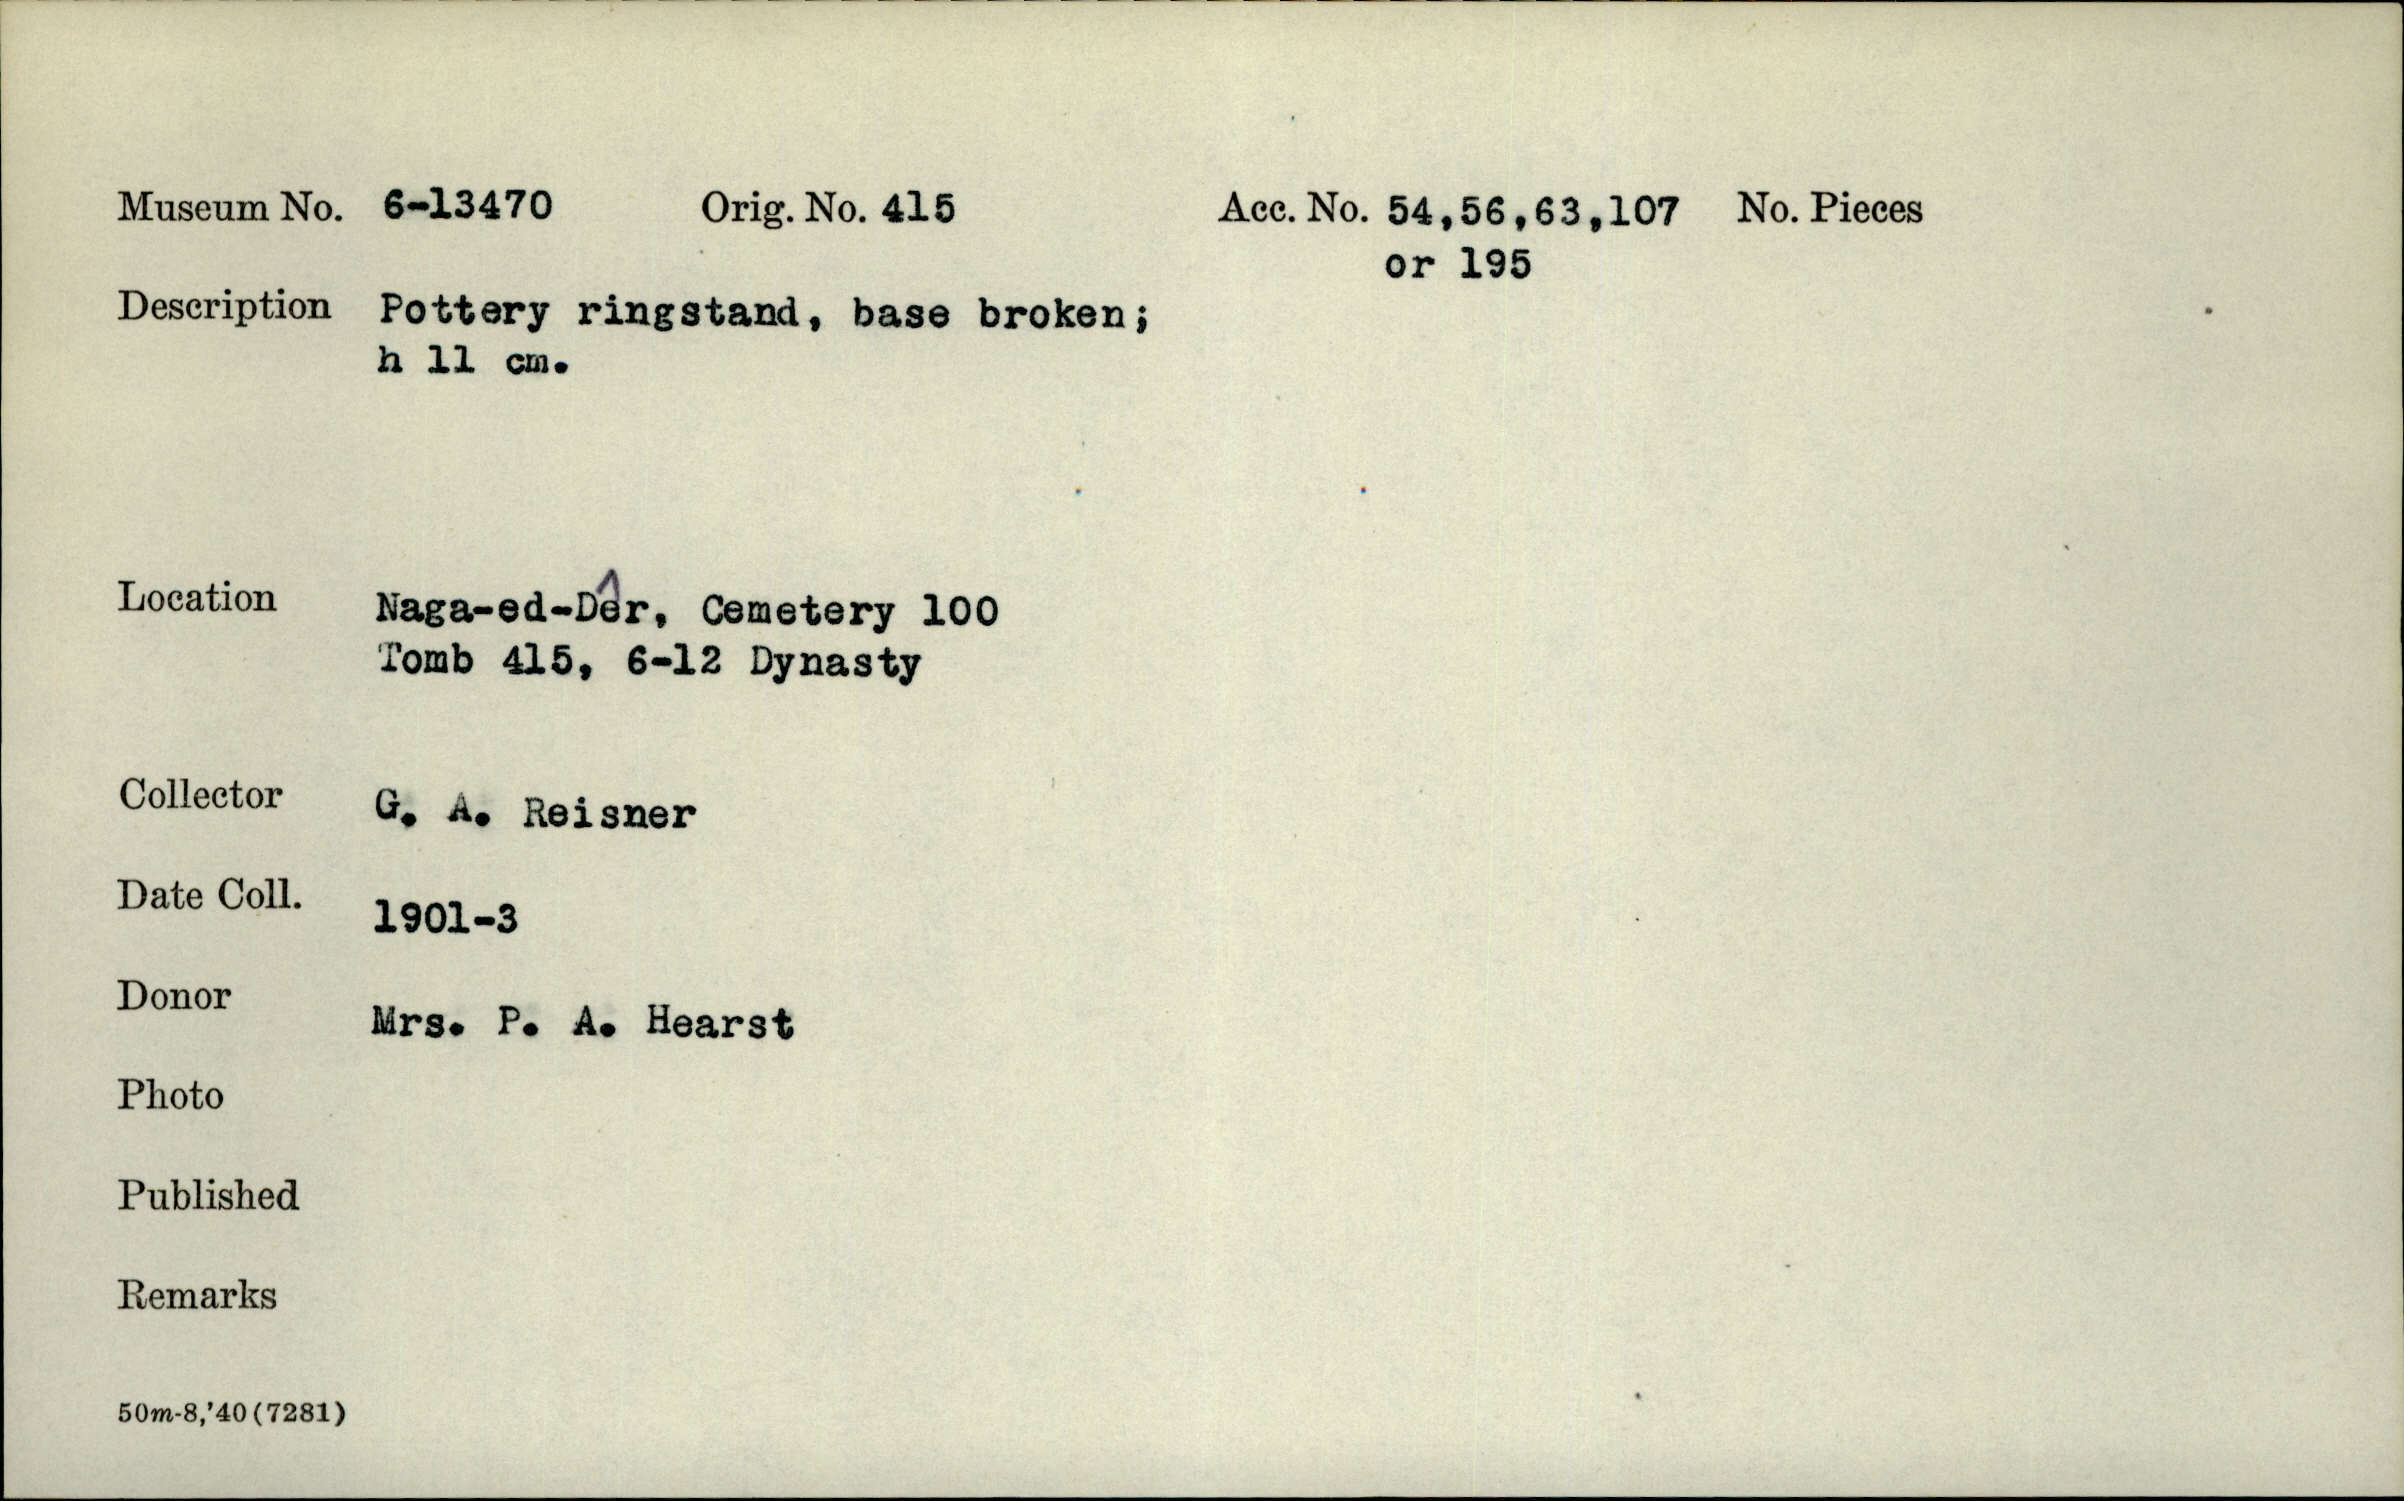 Museum No. 6-13470 Orig. No. 415 Acc. No. 54,56,63,107 No. Pieces
or 195
Description Pottery ringstand, base broken;
h 11 cm.
Location Naga-ed-Dêr, Cemetery 100
Tomb 415, 6-12 Dynasty
Collector G. A. Reisner
Date Coll. 1901-3
Donor Mrs. P. A. Hearst
Photo
Published
Remarks
50m-8,'40(7281)